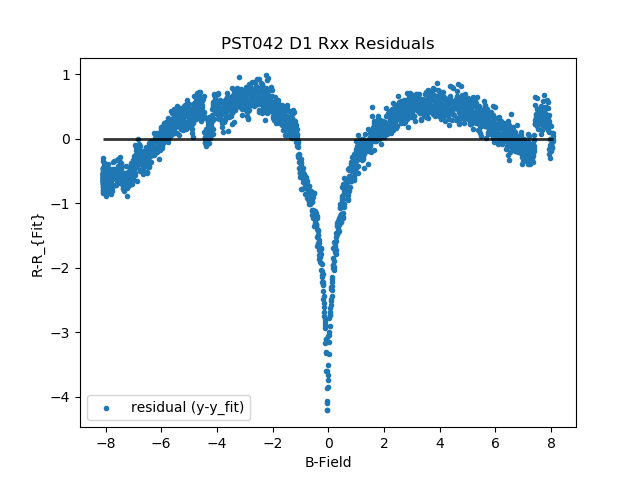 PST042 D1 Rxx Residuals
1
0
−1
−2
−3
−4
R-R_{Fit}
residual (y-y_fit)
−8 −6 −4 −2 0 2 4 6 8
B-Field